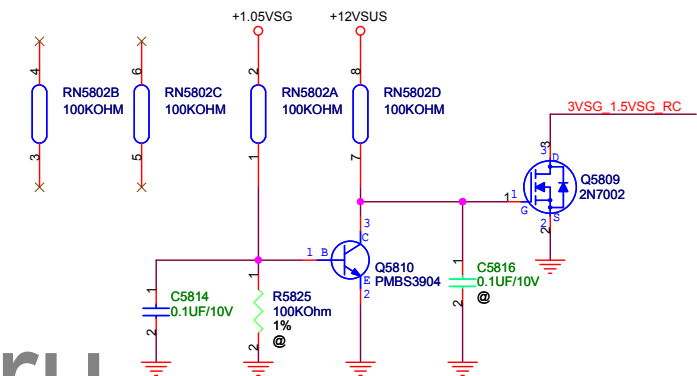 +1.05VSG +12VSUS
4 6 2 8
RN5802B RN5802C RN5802A RN5802D
100KOHM 100KOHM 100KOHM 100KOHM
3 5 1 7
3VSG_1.5VSG_RC
3
3 D
Q5809
2N7002
1 1
G
2 S
2
3
C
1 B
Q5810
PMBS3904
E
2
1 1 1
C5814 R5825 C5816
0.1UF/10V 100KOhm 0.1UF/10V
1% @
@
2 2 2
ru